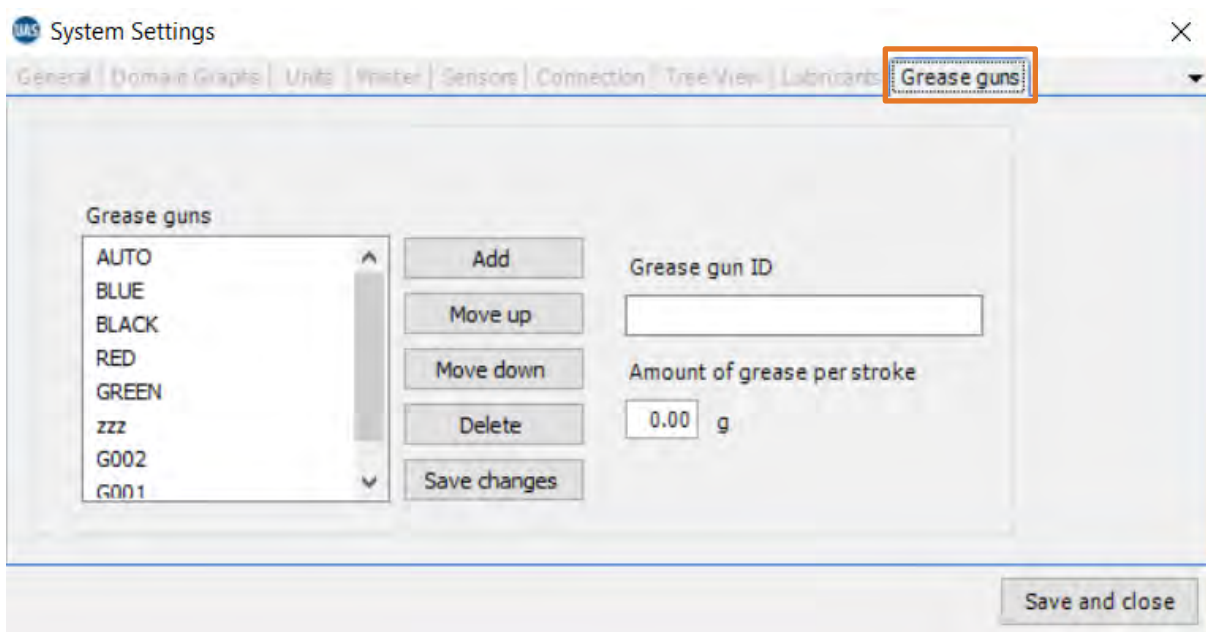 UAS System Settings
General Domain Graphs Units Printer Sensors Connection Tree View Lubricants Grease guns
Grease guns
AUTO
BLUE
BLACK
RED
GREEN
zzz
G002
G001
Add
Move up
Move down
Delete
Save changes
Grease gun ID
Amount of grease per stroke
0.00 g
Save and close